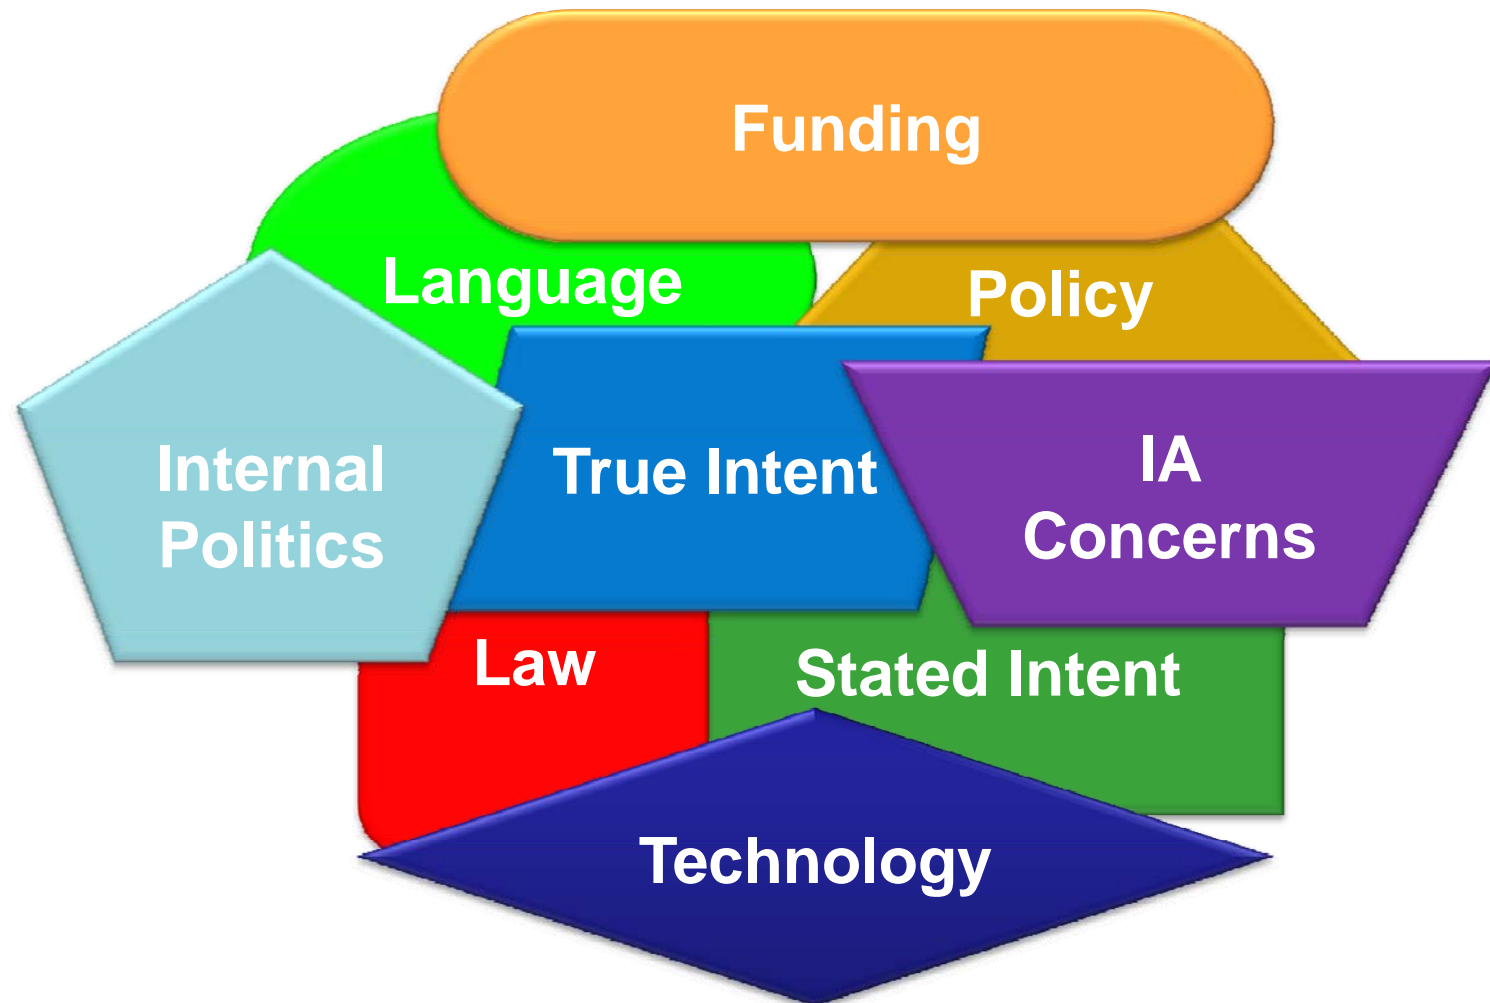 Funding
Language
Policy
Internal
Politics
True Intent
IA
Concerns
Law
Stated Intent
Technology